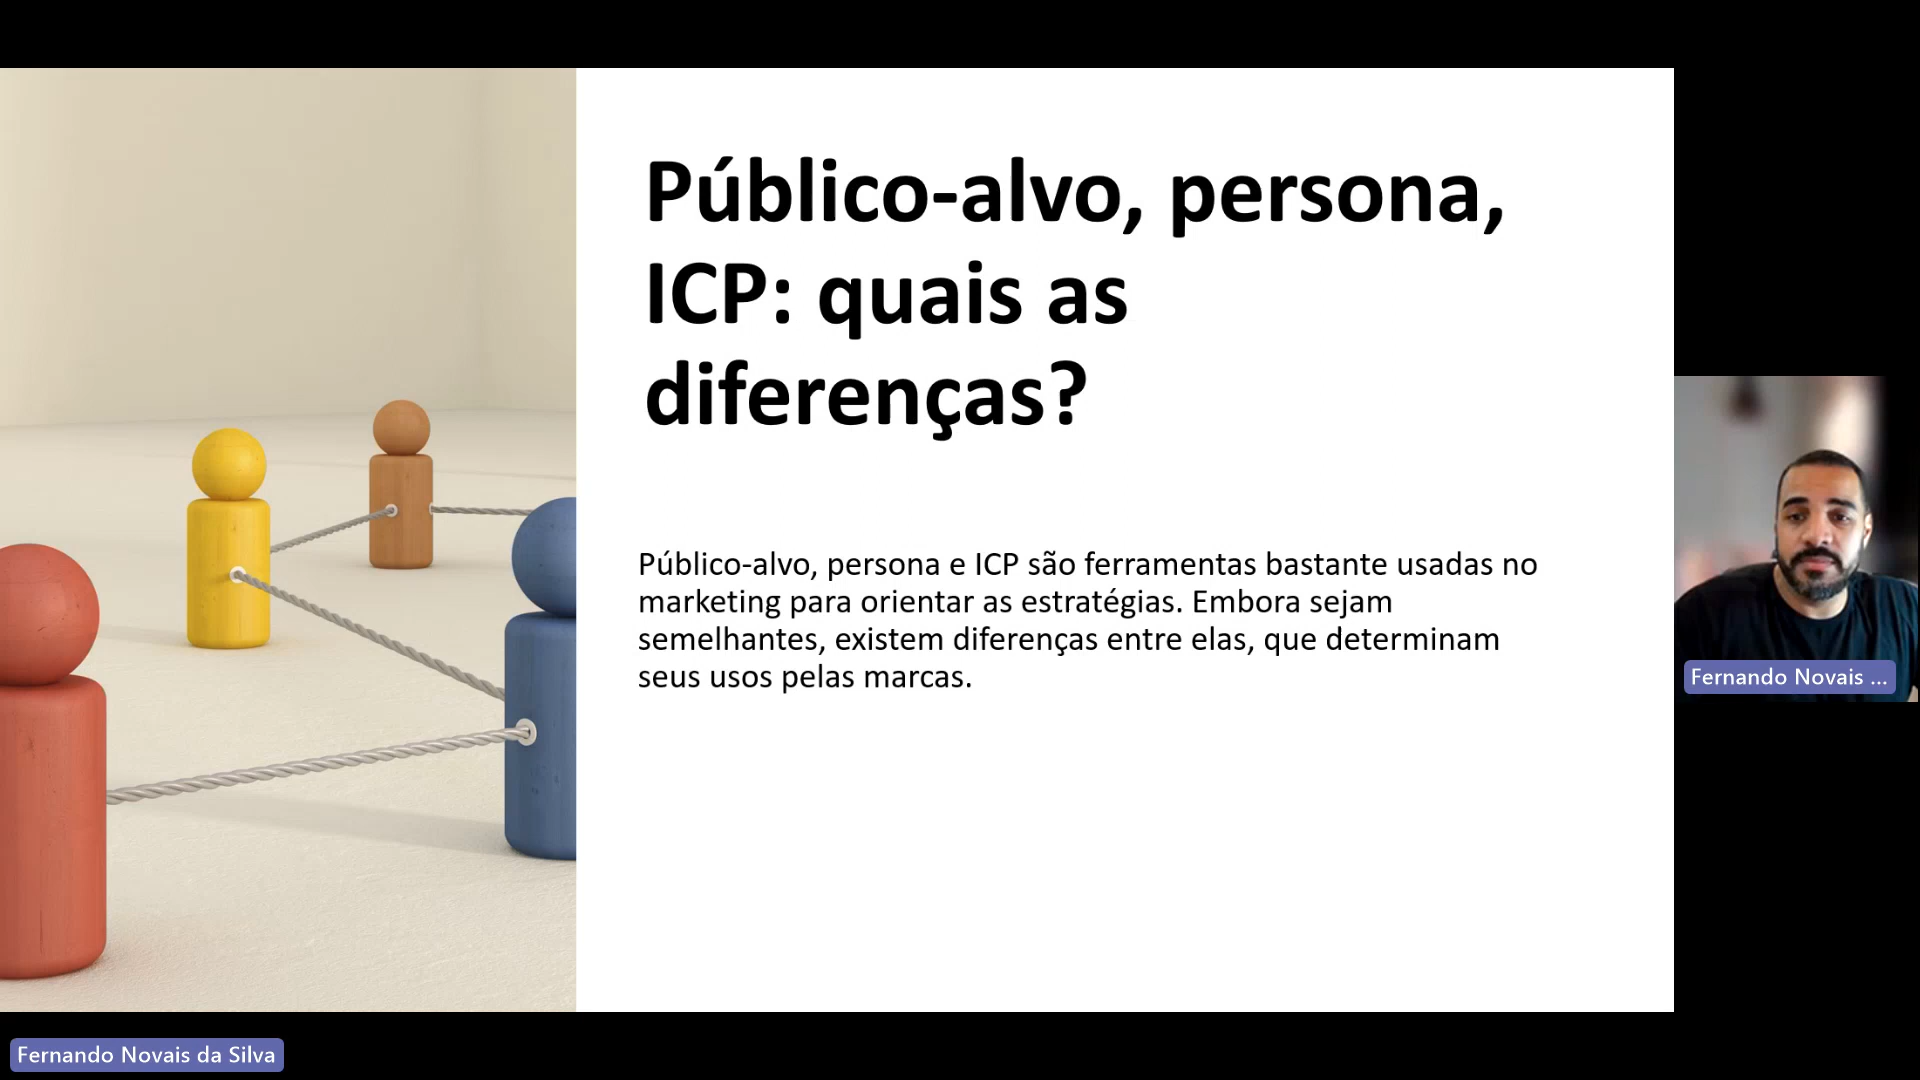 Público-alvo, persona,
ICP: quais as
diferenças?
Público-alvo, persona e ICP são ferramentas bastante usadas no
marketing para orientar as estratégias. Embora sejam
semelhantes, existem diferenças entre elas, que determinam
seus usos pelas marcas.
Fernando Novais ...
Fernando Novais da Silva